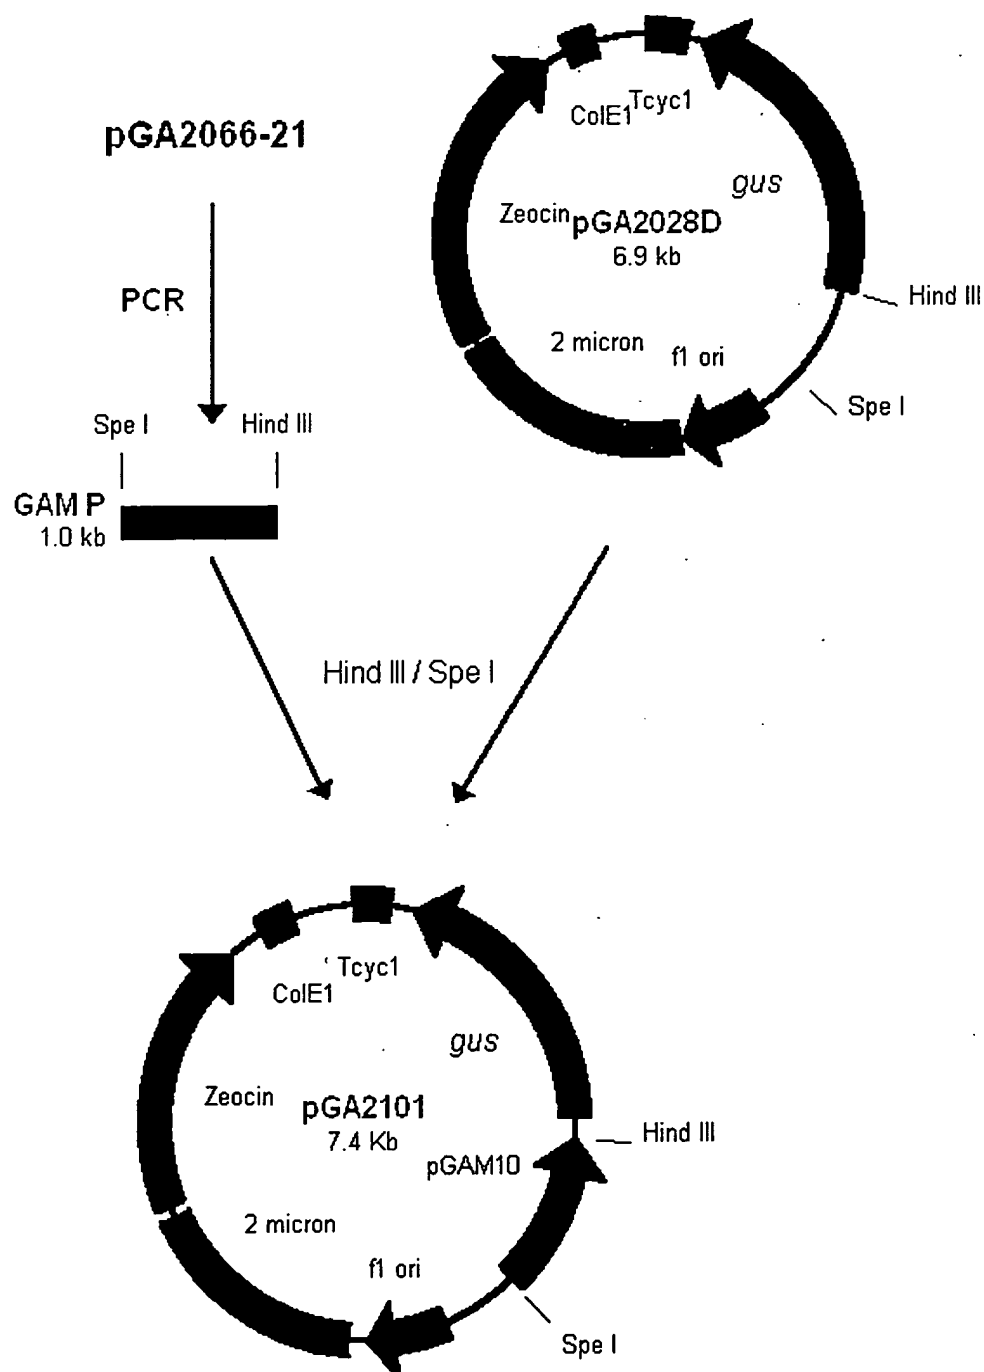 pGA2066-21
PCR
Spe I
Hind III
GAM P
1.0 kb
ColE1
Tcyc1
gus
Zeocin
pGA2028D
6.9 kb
Hind III
2 micron
f1 ori
Spe I
Hind III / Spe I
Tcyc1
ColE1
gus
Zeocin
pGA2101
7.4 Kb
Hind III
pGAM10
2 micron
f1 ori
Spe I